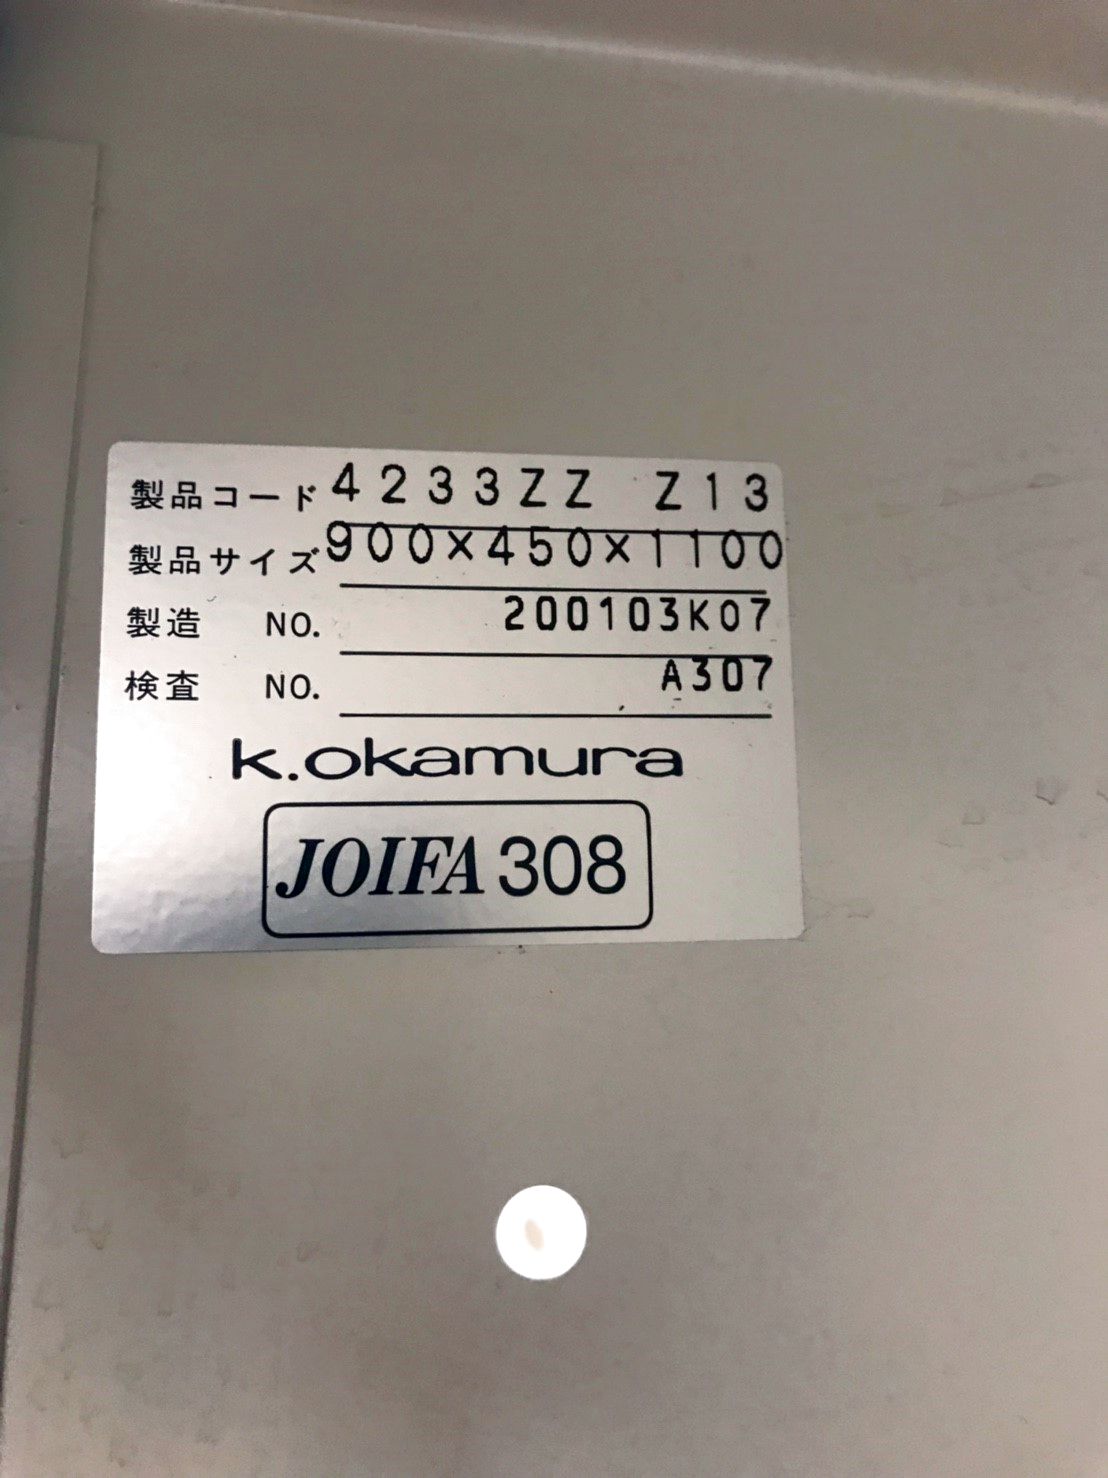 製品コード 4233ZZ Z13
製品サイズ 900×450×1100
製造 NO. 200103K07
検査 NO. A307
k.okamura
JOIFA 308